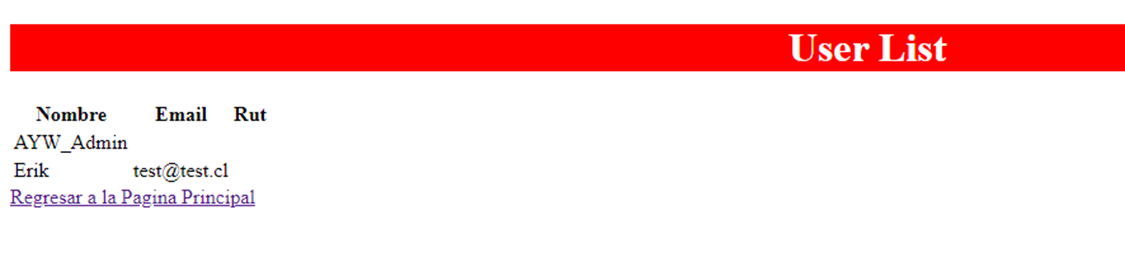 User List
Nombre Email Rut
AYW_Admin
Erik test@test.cl
Regresar a la Pagina Principal